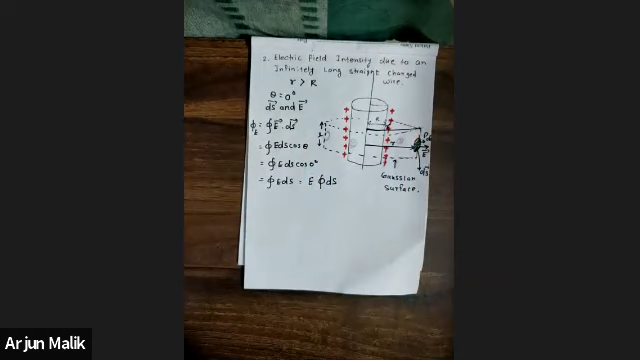 2. Electric Field Intensity due to an
Infinitely Long straight Charged
wire.
r > R
θ = 0°
ds and E
ϕE = ∮ E . ds
= ∮ Eds cos θ
= ∮ Eds cos 0°
= ∮ Eds = E ∮ ds
R
r
E
ds
Gaussian
Surface.
Arjun Malik